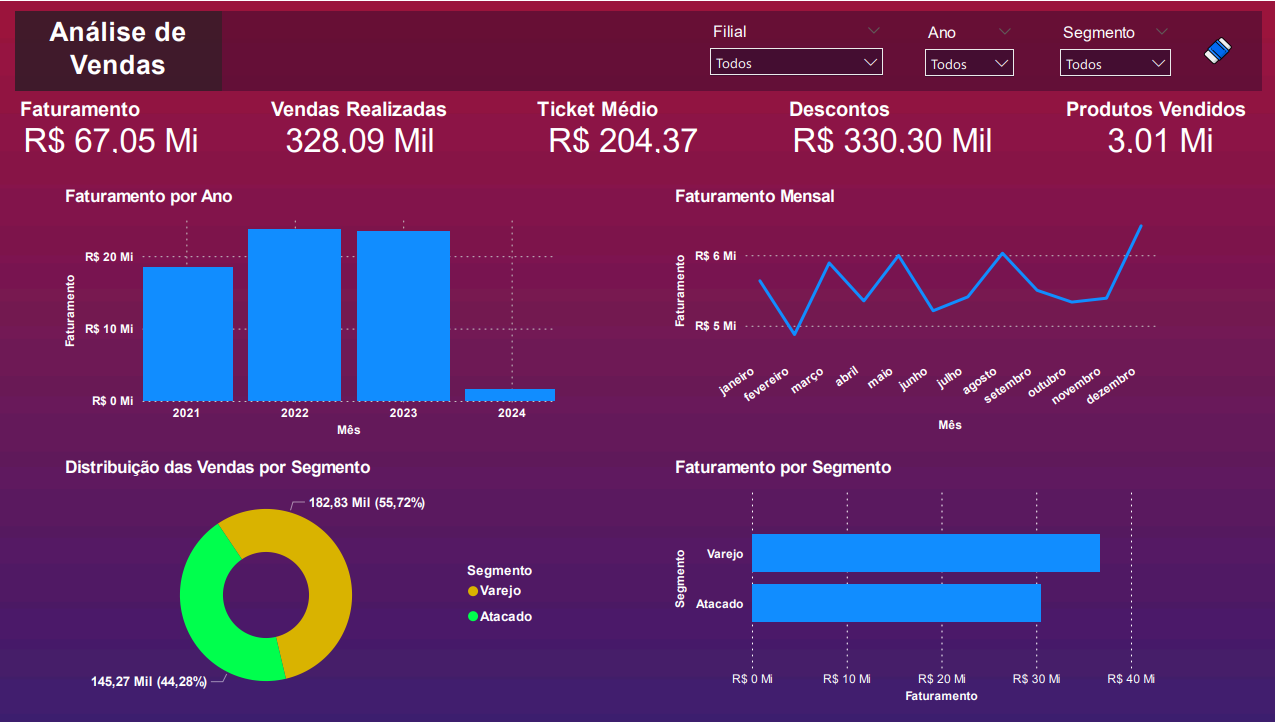 Análise de
Vendas
Filial
Todos
Ano
Todos
Segmento
Todos
Faturamento
R$ 67,05 Mi
Vendas Realizadas
328,09 Mil
Ticket Médio
R$ 204,37
Descontos
R$ 330,30 Mil
Produtos Vendidos
3,01 Mi
Faturamento por Ano
Faturamento
R$ 20 Mi
R$ 10 Mi
R$ 0 Mi
2021
2022
2023
2024
Mês
Faturamento Mensal
Faturamento
R$ 6 Mi
R$ 5 Mi
janeiro
fevereiro
março
abril
maio
junho
julho
agosto
setembro
outubro
novembro
dezembro
Mês
Distribuição das Vendas por Segmento
182,83 Mil (55,72%)
145,27 Mil (44,28%)
Segmento
Varejo
Atacado
Faturamento por Segmento
Segmento
Varejo
Atacado
R$ 0 Mi
R$ 10 Mi
R$ 20 Mi
R$ 30 Mi
R$ 40 Mi
Faturamento